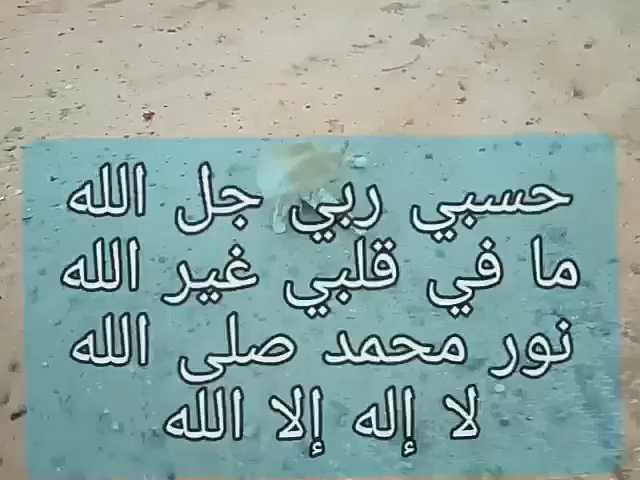 حسبي ربي جل الله
ما في قلبي غير الله
نور محمد صلى الله
لا إله إلا الله